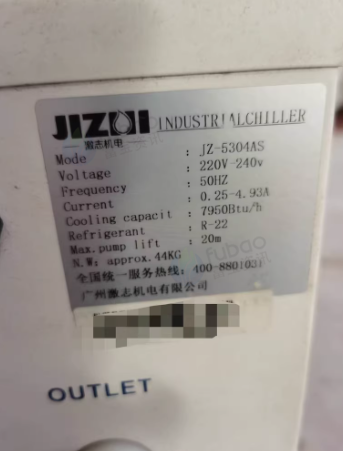 JIZHI INDUSTRIALCHILLER
激志机电
Mode : JZ-5304AS
Voltage : 220V-240v
Frequency : 50HZ
Current : 0.25-4.93A
Cooling capacit : 7950Btu/h
Refrigerant : R-22
Max.pump lift : 20m
N.W: approx.44KG
全国统一服务热线: 400-8801031
广州激志机电有限公司
OUTLET
fubao